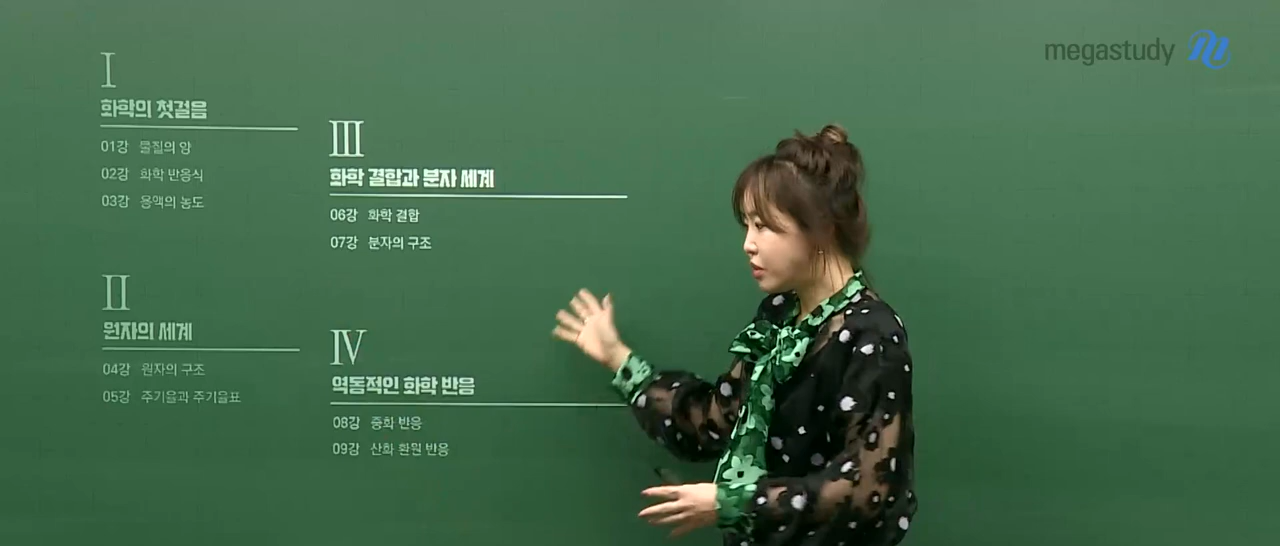 megastudy
I
화학의 첫걸음
01강 물질의 양
02강 화학 반응식
03강 용액의 농도
II
원자의 세계
04강 원자의 구조
05강 주기율과 주기율표
III
화학 결합과 분자 세계
06강 화학 결합
07강 분자의 구조
IV
역동적인 화학 반응
08강 중화 반응
09강 산화 환원 반응